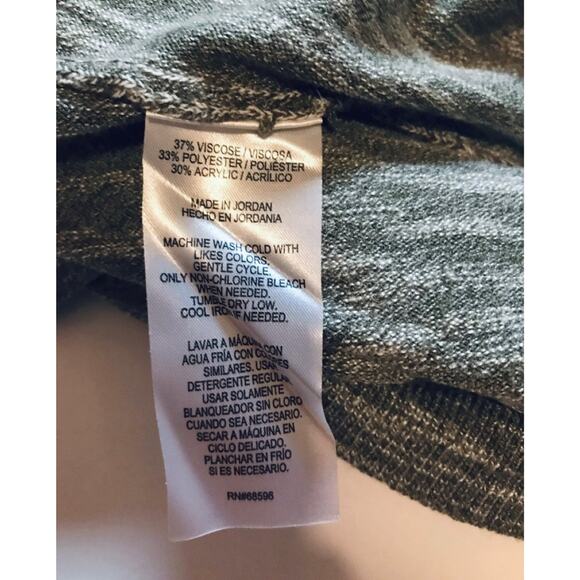 37% VISCOSE / VISCOSA
33% POLYESTER / POLIÉSTER
30% ACRYLIC / ACRÍLICO
MADE IN JORDAN
HECHO EN JORDANIA
MACHINE WASH COLD WITH
LIKES COLORS.
GENTLE CYCLE.
ONLY NON-CHLORINE BLEACH
WHEN NEEDED.
TUMBLE DRY LOW.
COOL IRON IF NEEDED.
LAVAR A MÁQUINA CON
AGUA FRÍA CON
SIMILARES.
DETERGENTE REGULAR
USAR SOLAMENTE
BLANQUEADOR SIN CLORO
CUANDO SEA NECESARIO.
SECAR A MÁQUINA EN
CICLO DELICADO.
PLANCHAR EN FRÍO
SI ES NECESARIO.
RN#68598